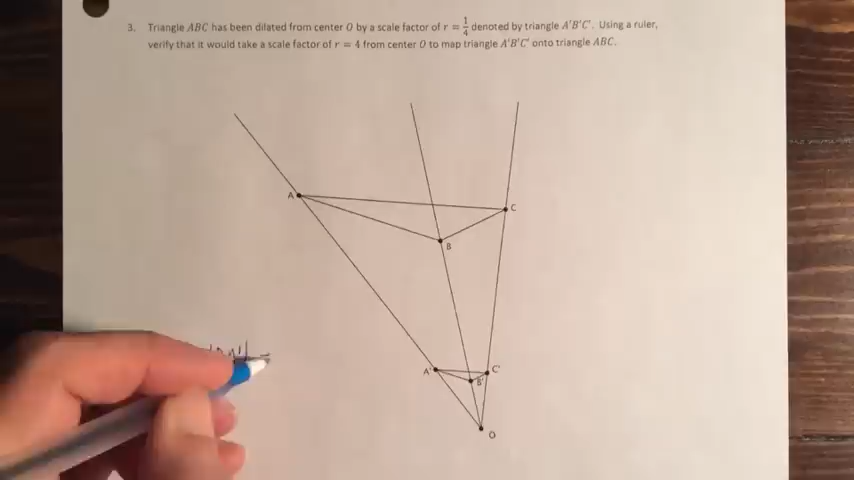 3. Triangle ABC has been dilated from center O by a scale factor of r = 1/4 denoted by triangle A'B'C'. Using a ruler,
verify that it would take a scale factor of r = 4 from center O to map triangle A'B'C' onto triangle ABC.
A
C
B
A'
C'
B'
O